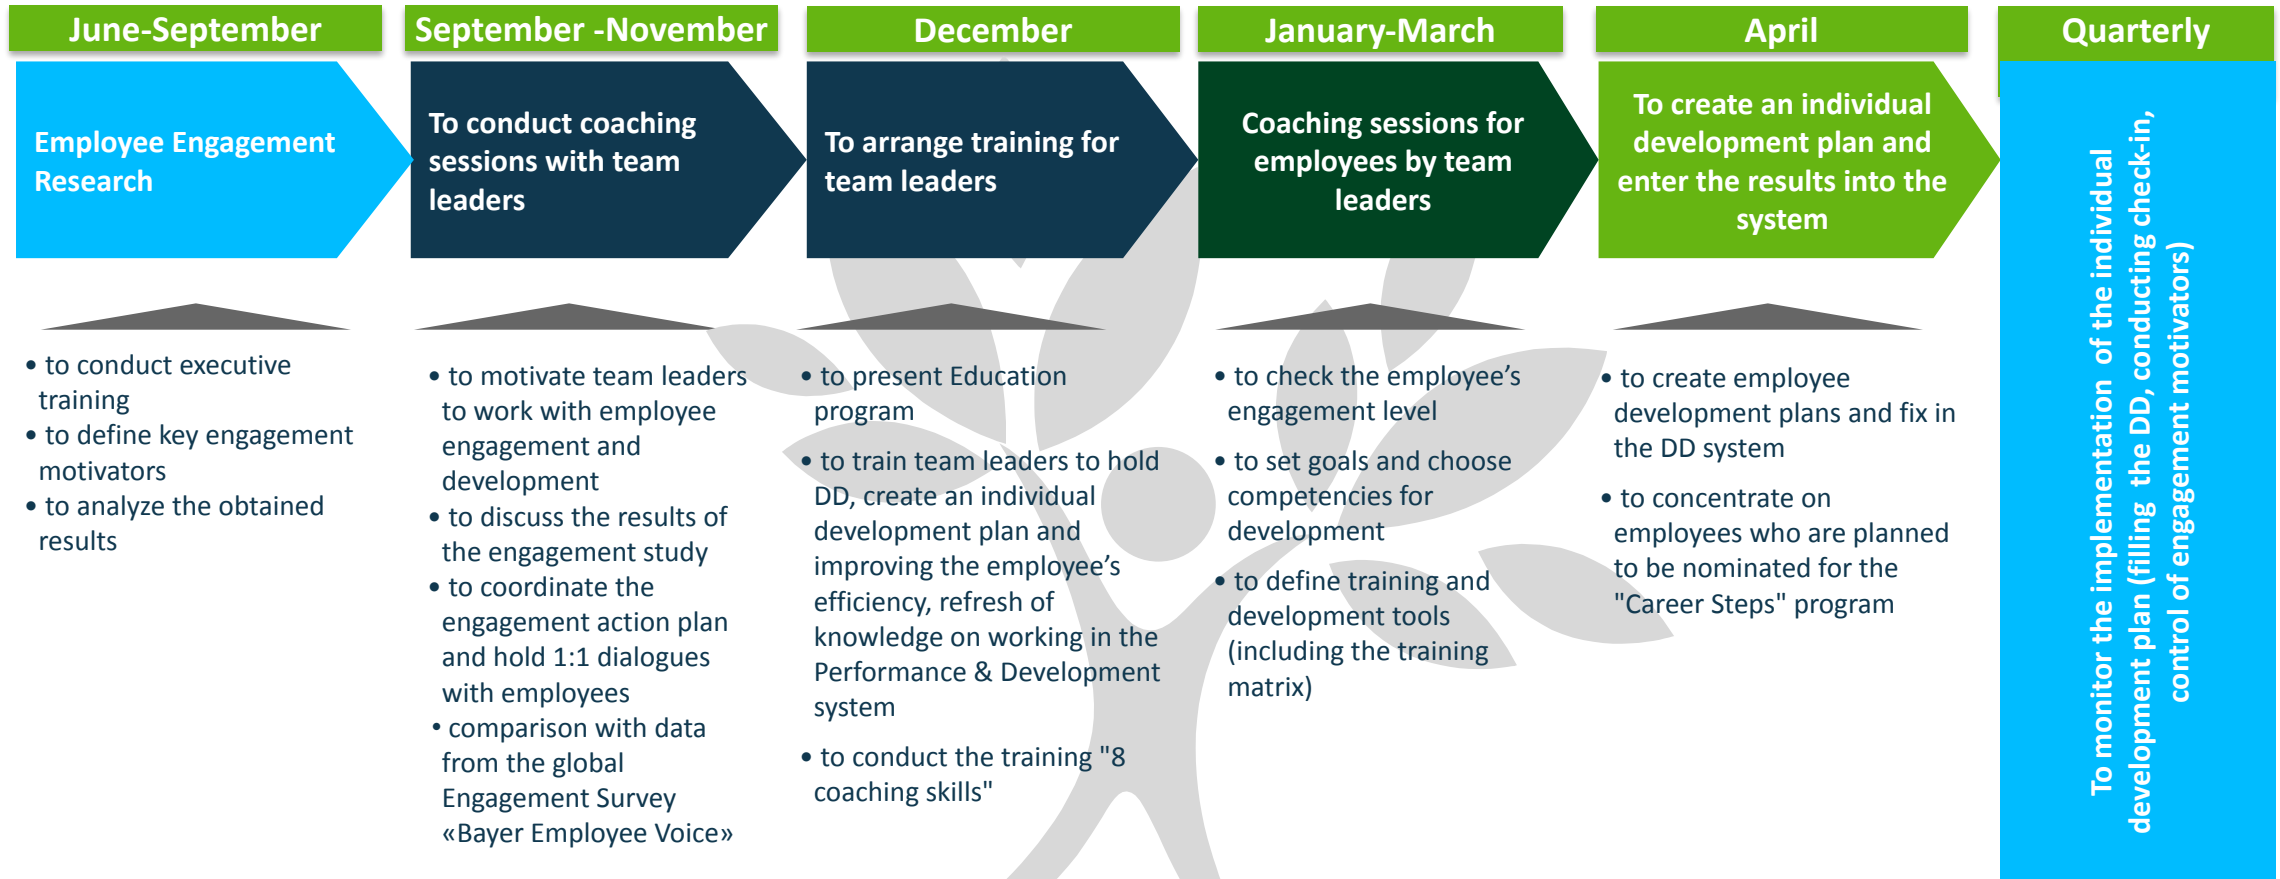 June-September
Employee Engagement
Research
• to conduct executive
training
• to define key engagement
motivators
• to analyze the obtained
results
September -November
To conduct coaching
sessions with team
leaders
• to motivate team leaders
to work with employee
engagement and
development
• to discuss the results of
the engagement study
• to coordinate the
engagement action plan
and hold 1:1 dialogues
with employees
• comparison with data
from the global
Engagement Survey
«Bayer Employee Voice»
December
To arrange training for
team leaders
• to present Education
program
• to train team leaders to hold
DD, create an individual
development plan and
improving the employee’s
efficiency, refresh of
knowledge on working in the
Performance & Development
system
• to conduct the training "8
coaching skills"
January-March
Coaching sessions for
employees by team
leaders
• to check the employee’s
engagement level
• to set goals and choose
competencies for
development
• to define training and
development tools
(including the training
matrix)
April
To create an individual
development plan and
enter the results into the
system
• to create employee
development plans and fix in
the DD system
• to concentrate on
employees who are planned
to be nominated for the
"Career Steps" program
Quarterly
To monitor the implementation of the individual
development plan (filling the DD, conducting check-in,
control of engagement motivators)